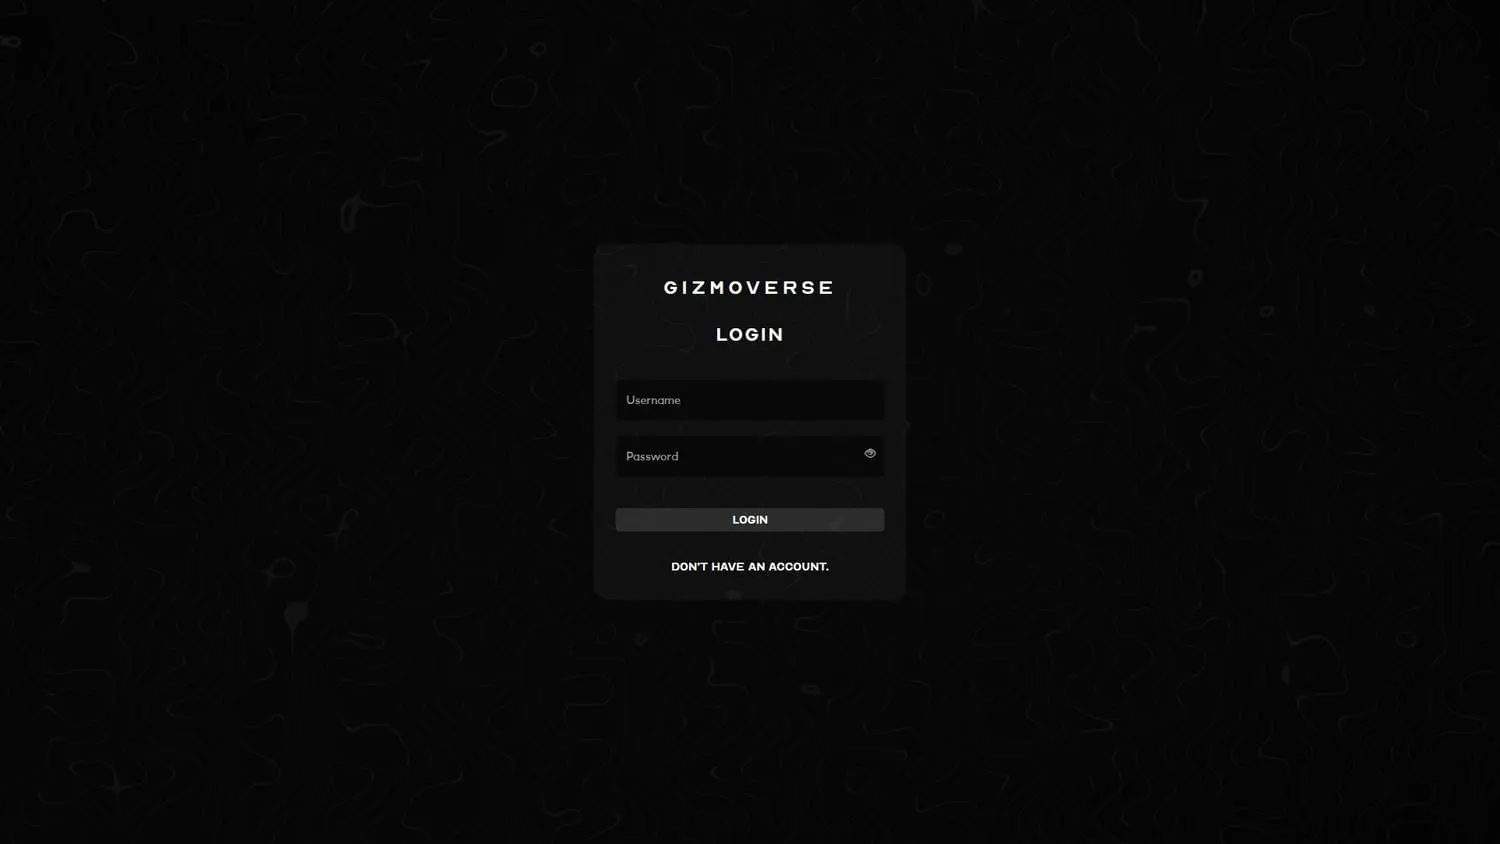 GIZMOVERSE
LOGIN
Username
Password
LOGIN
DON'T HAVE AN ACCOUNT.